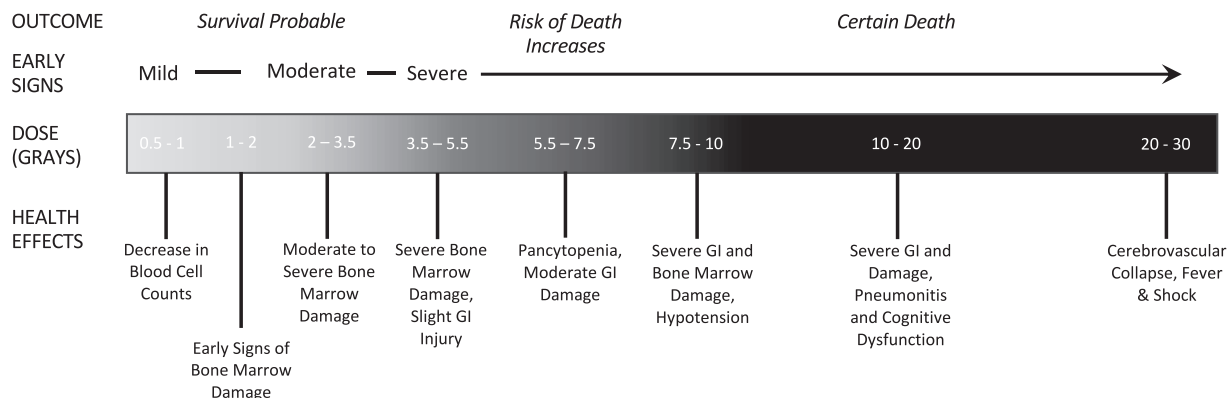 OUTCOME
Survival Probable
Risk of Death
Increases
Certain Death
EARLY
SIGNS
Mild
Moderate
Severe
DOSE
(GRAYS)
0.5 - 1
1 - 2
2 – 3.5
3.5 – 5.5
5.5 – 7.5
7.5 - 10
10 - 20
20 - 30
HEALTH
EFFECTS
Decrease in
Blood Cell
Counts
Early Signs of
Bone Marrow
Damage
Moderate to
Severe Bone
Marrow
Damage
Severe Bone
Marrow
Damage,
Slight GI
Injury
Pancytopenia,
Moderate GI
Damage
Severe GI and
Bone Marrow
Damage,
Hypotension
Severe GI and
Damage,
Pneumonitis
and Cognitive
Dysfunction
Cerebrovascular
Collapse, Fever
& Shock